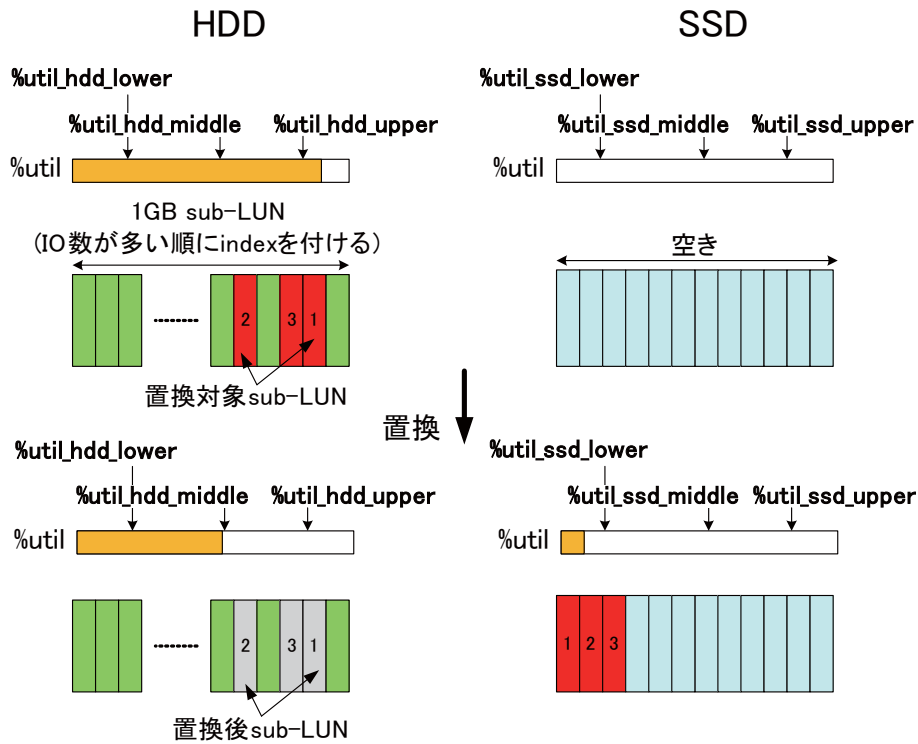 HDD
SSD
%util_hdd_lower
%util_hdd_middle
%util_hdd_upper
%util
%util_ssd_lower
%util_ssd_middle
%util_ssd_upper
%util
1GB sub-LUN
(IO数が多い順にindexを付ける)
空き
2
3
1
置換対象sub-LUN
置換
%util_hdd_lower
%util_hdd_middle
%util_hdd_upper
%util
%util_ssd_lower
%util_ssd_middle
%util_ssd_upper
%util
2
3
1
置換後sub-LUN
1
2
3